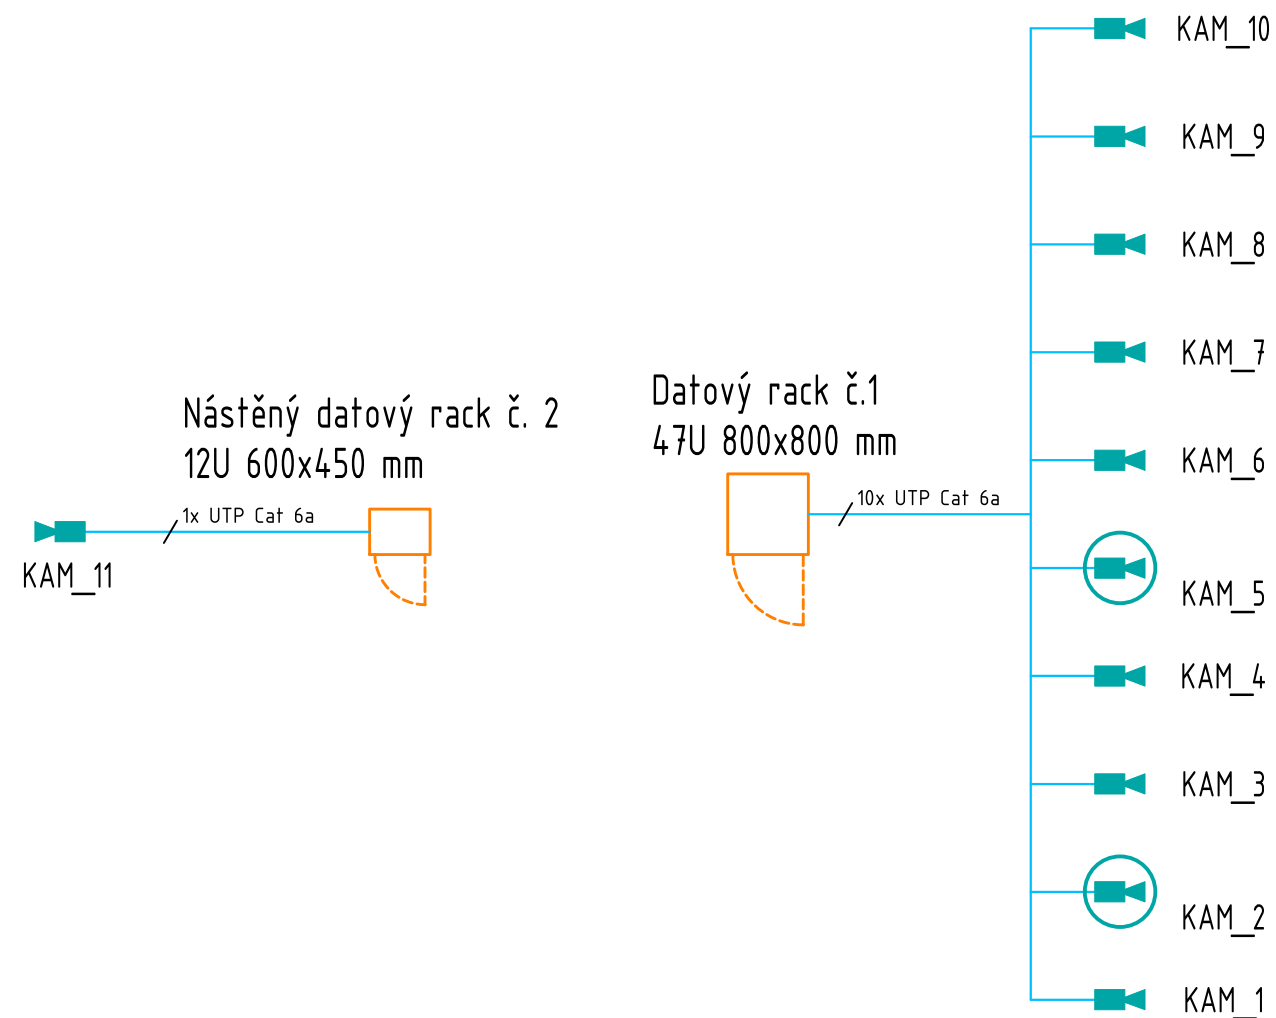 KAM_10
KAM_9
KAM_8
KAM_7
Datový rack č.1
47U 800x800 mm
Nástěný datový rack č. 2
12U 600x450 mm
KAM_6
10x UTP Cat 6a
1x UTP Cat 6a
KAM_11
KAM_5
KAM_4
KAM_3
KAM_2
KAM_1